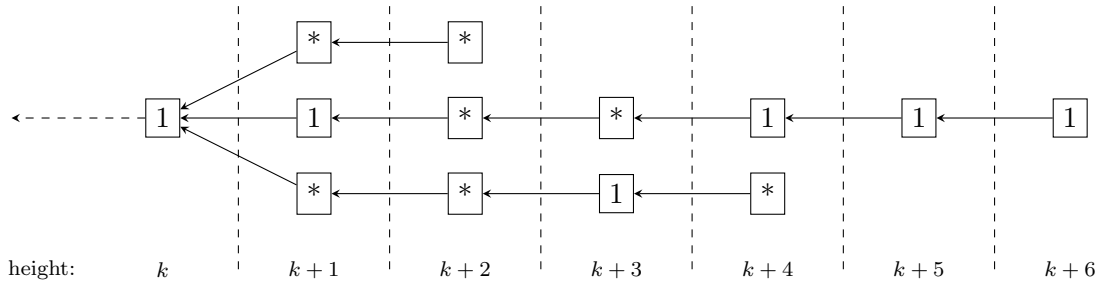 * *
1 1 * * 1 1 1
* * 1 *
height: k k + 1 k + 2 k + 3 k + 4 k + 5 k + 6